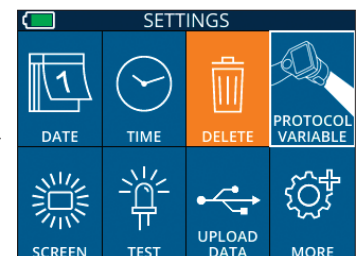 SETTINGS
1
DATE
TIME
DELETE
PROTOCOL
VARIABLE
SCREEN
TEST
UPLOAD
DATA
MORE